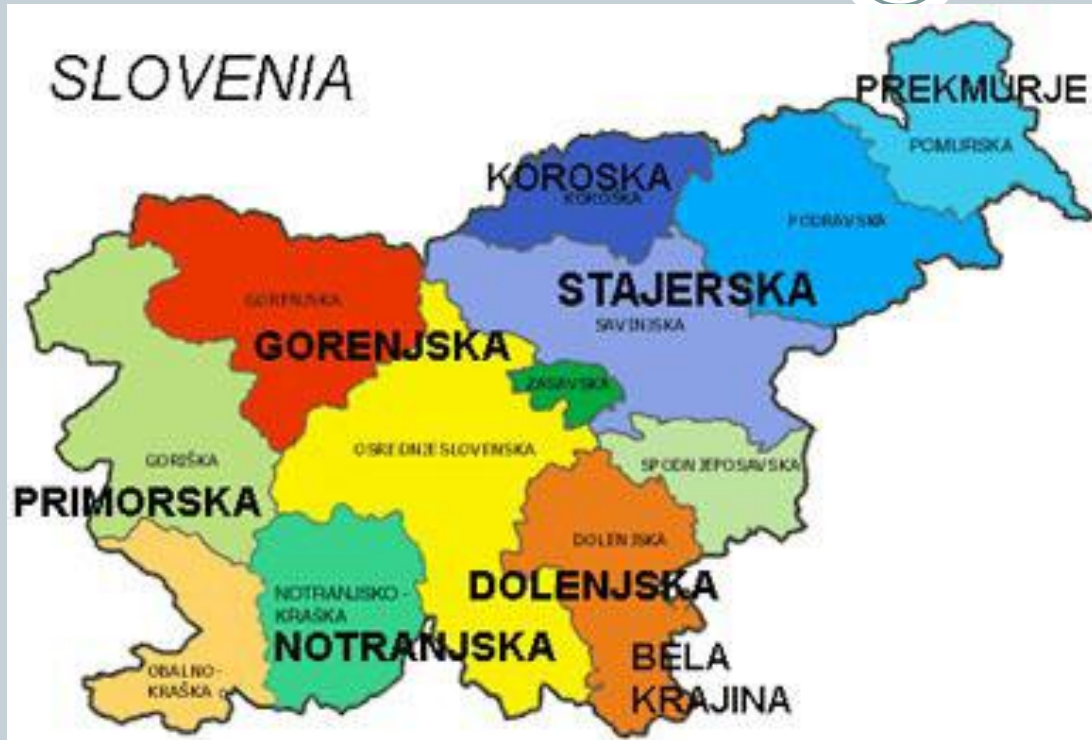 SLOVENIA
PREKMURJE
POMURSKA
KOROSKA
KOROŠKA
PODRAVSKA
STAJERSKA
SAVINJSKA
GORENJSKA
GORENJSKA
ZASAVSKA
OSREDNJESLOVENSKA
GORIŠKA
PRIMORSKA
SPODNJEPOSAVSKA
DOLENJSKA
DOLENJSKA
NOTRANJSKO -
KRAŠKA
NOTRANJSKA
BELA
KRAJINA
OBALNO-
KRAŠKA